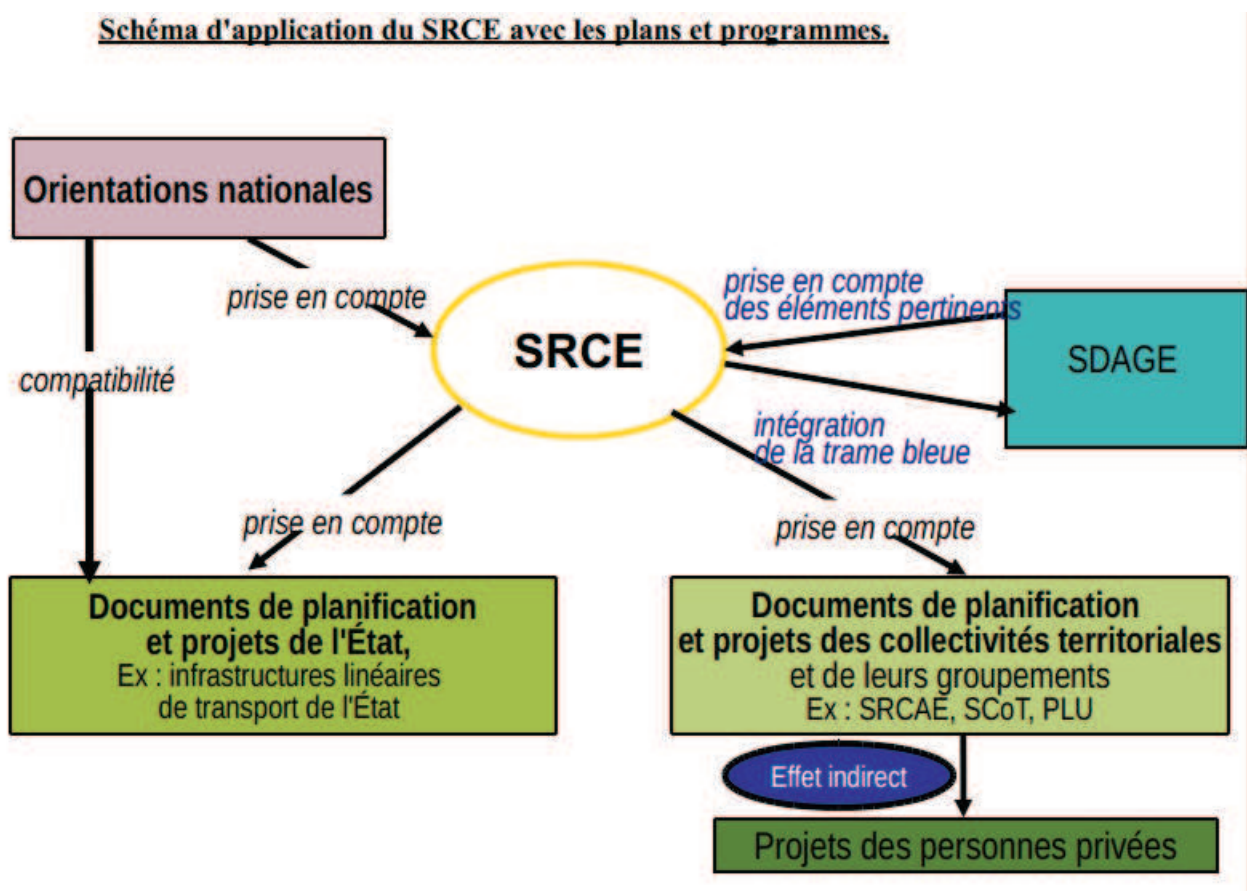 Schéma d'application du SRCE avec les plans et programmes.
Orientations nationales
prise en compte
compatibilité
SRCE
prise en compte
des éléments pertinents
SDAGE
intégration
de la trame bleue
prise en compte
prise en compte
Documents de planification
et projets de l'État,
Ex : infrastructures linéaires
de transport de l'État
Documents de planification
et projets des collectivités territoriales
et de leurs groupements
Ex : SRCAE, SCoT, PLU
Effet indirect
Projets des personnes privées